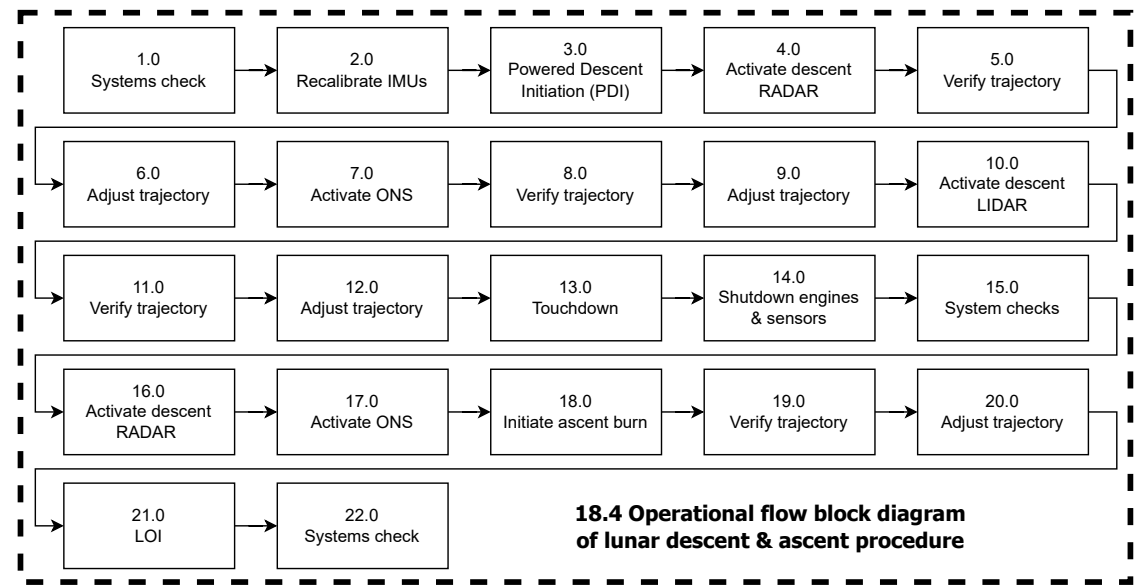 1.0
Systems check
2.0
Recalibrate IMUs
3.0
Powered Descent
Initiation (PDI)
4.0
Activate descent
RADAR
5.0
Verify trajectory
6.0
Adjust trajectory
7.0
Activate ONS
8.0
Verify trajectory
9.0
Adjust trajectory
10.0
Activate descent
LIDAR
11.0
Verify trajectory
12.0
Adjust trajectory
13.0
Touchdown
14.0
Shutdown engines
& sensors
15.0
System checks
16.0
Activate descent
RADAR
17.0
Activate ONS
18.0
Initiate ascent burn
19.0
Verify trajectory
20.0
Adjust trajectory
21.0
LOI
22.0
Systems check
18.4 Operational flow block diagram
of lunar descent & ascent procedure